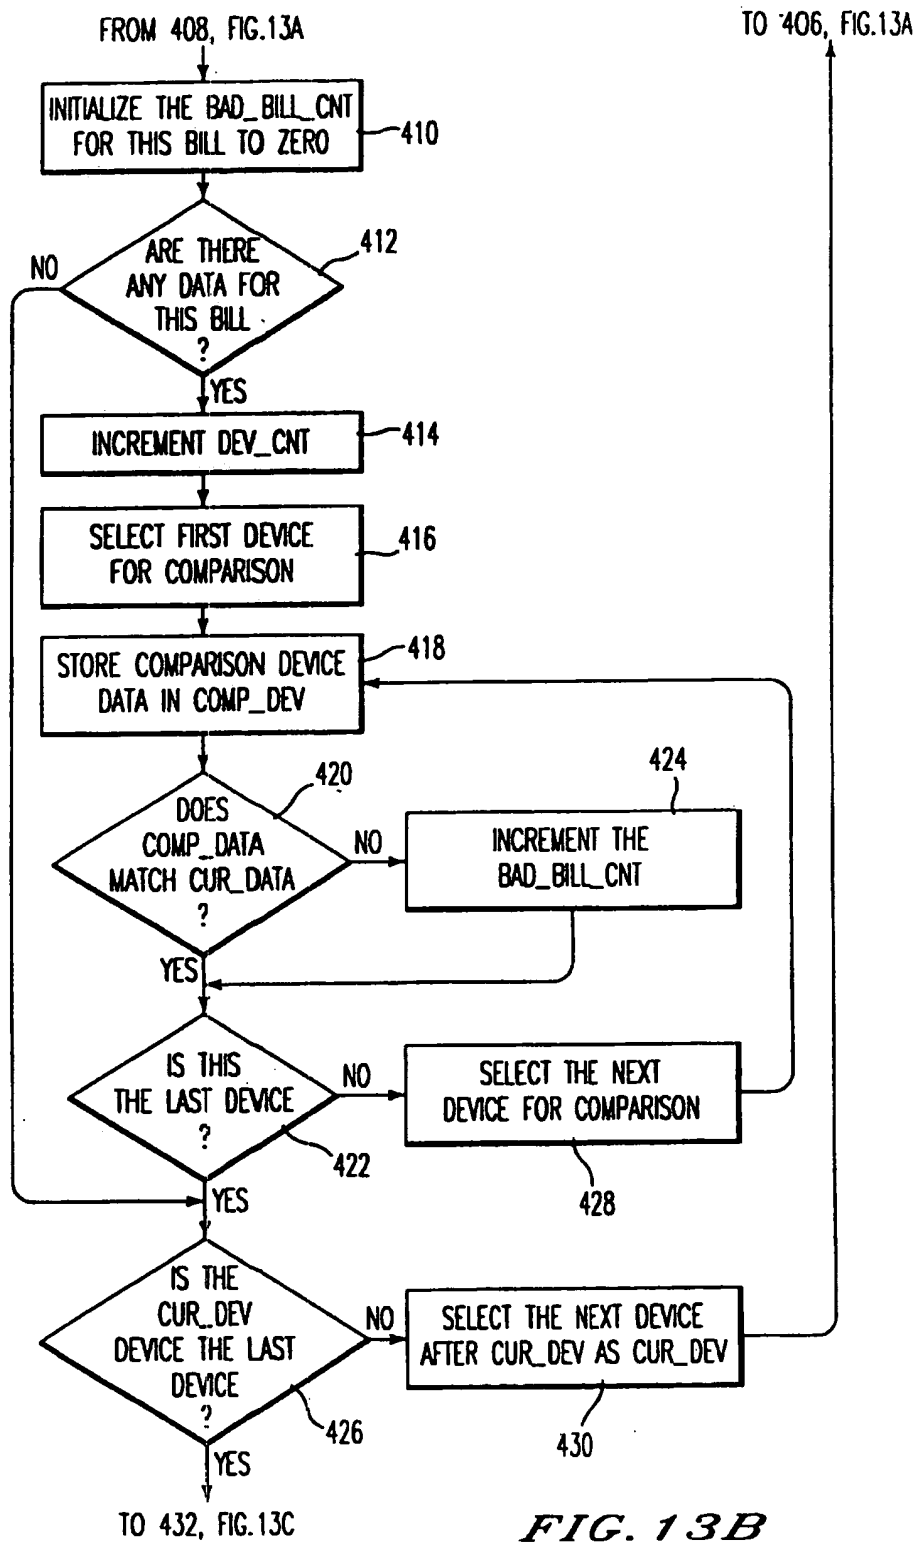 FROM 408, FIG.13A
TO 406, FIG.13A
INITIALIZE THE BAD_BILL_CNT
FOR THIS BILL TO ZERO
410
ARE THERE
ANY DATA FOR
THIS BILL
?
412
NO
YES
INCREMENT DEV_CNT
414
SELECT FIRST DEVICE
FOR COMPARISON
416
STORE COMPARISON DEVICE
DATA IN COMP_DEV
418
DOES
COMP_DATA
MATCH CUR_DATA
?
420
NO
INCREMENT THE
BAD_BILL_CNT
424
YES
IS THIS
THE LAST DEVICE
?
422
NO
SELECT THE NEXT
DEVICE FOR COMPARISON
428
YES
IS THE
CUR_DEV
DEVICE THE LAST
DEVICE
?
426
NO
SELECT THE NEXT DEVICE
AFTER CUR_DEV AS CUR_DEV
430
YES
TO 432, FIG.13C
FIG. 13B